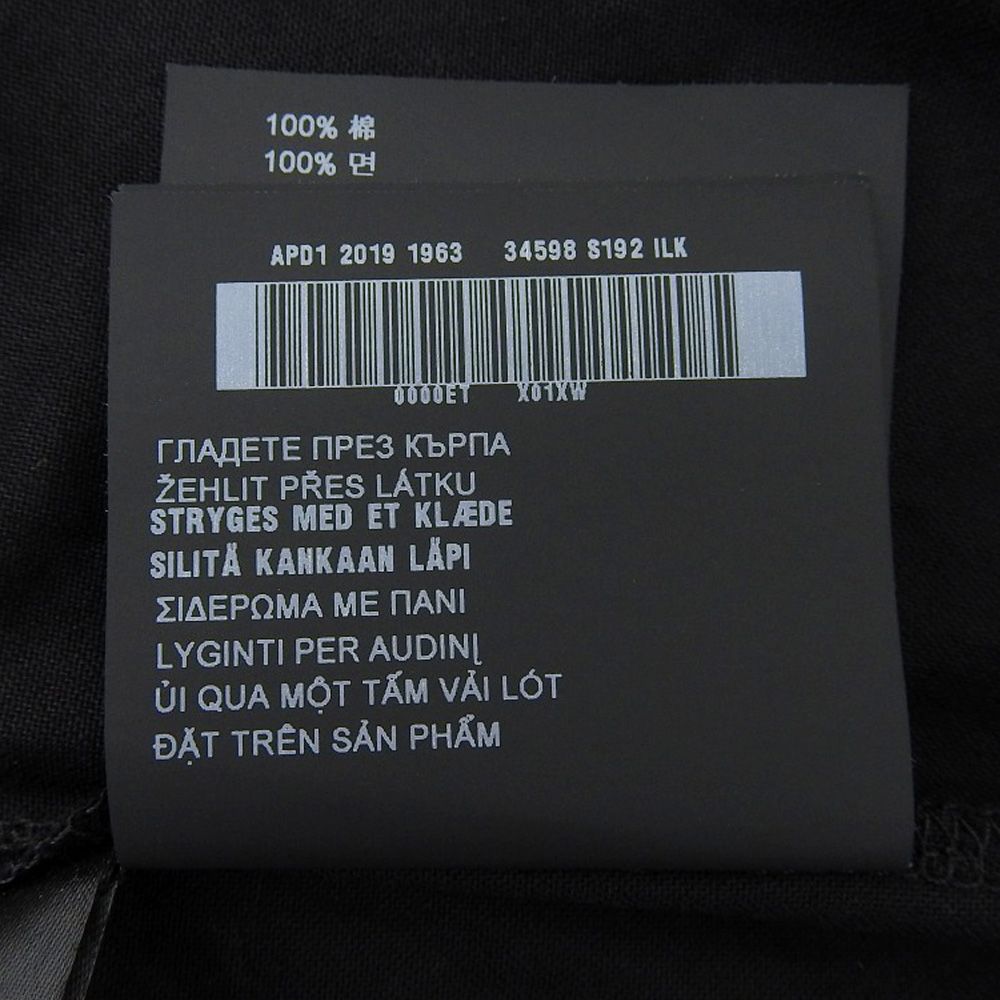 100% 棉
100% 면
APD1 2019 1963 34598 S192 ILK
0000ET X01XW
ГЛАДЕТЕ ПРЕЗ КЪРПА
ŽEHLIT PŘES LÁTKU
STRYGES MED ET KLÆDE
SILITÄ KANKAAN LÄPI
ΣΙΔΕΡΩΜΑ ΜΕ ΠΑΝΙ
LYGINTI PER AUDINĮ
ỦI QUA MỘT TẤM VẢI LÓT
ĐẶT TRÊN SẢN PHẨM